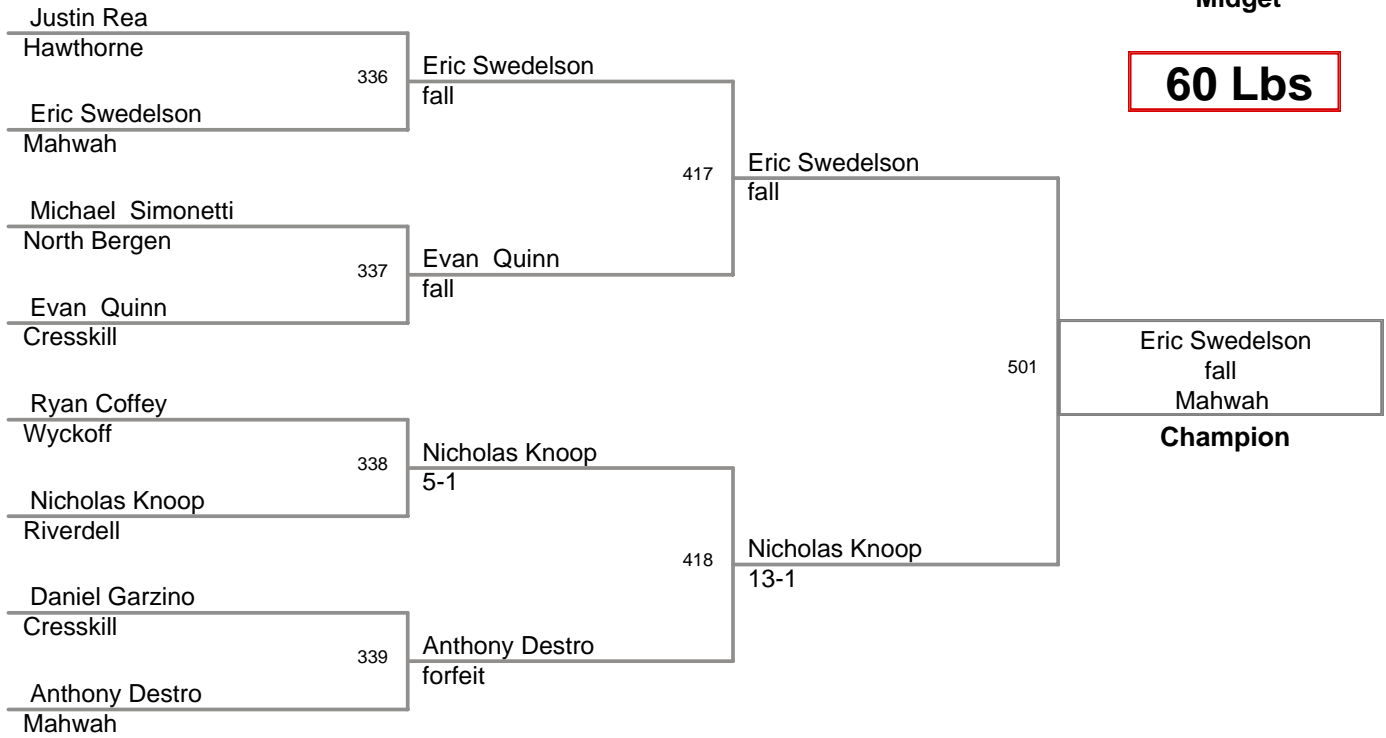 Midget
60 Lbs
Justin Rea
Hawthorne
336
Eric Swedelson
fall
Eric Swedelson
Mahwah
417
Eric Swedelson
fall
Michael  Simonetti
North Bergen
337
Evan  Quinn
fall
Evan  Quinn
Cresskill
501
Eric Swedelson
fall
Mahwah
Champion
Ryan Coffey
Wyckoff
338
Nicholas Knoop
5-1
Nicholas Knoop
Riverdell
418
Nicholas Knoop
13-1
Daniel Garzino
Cresskill
339
Anthony Destro
forfeit
Anthony Destro
Mahwah